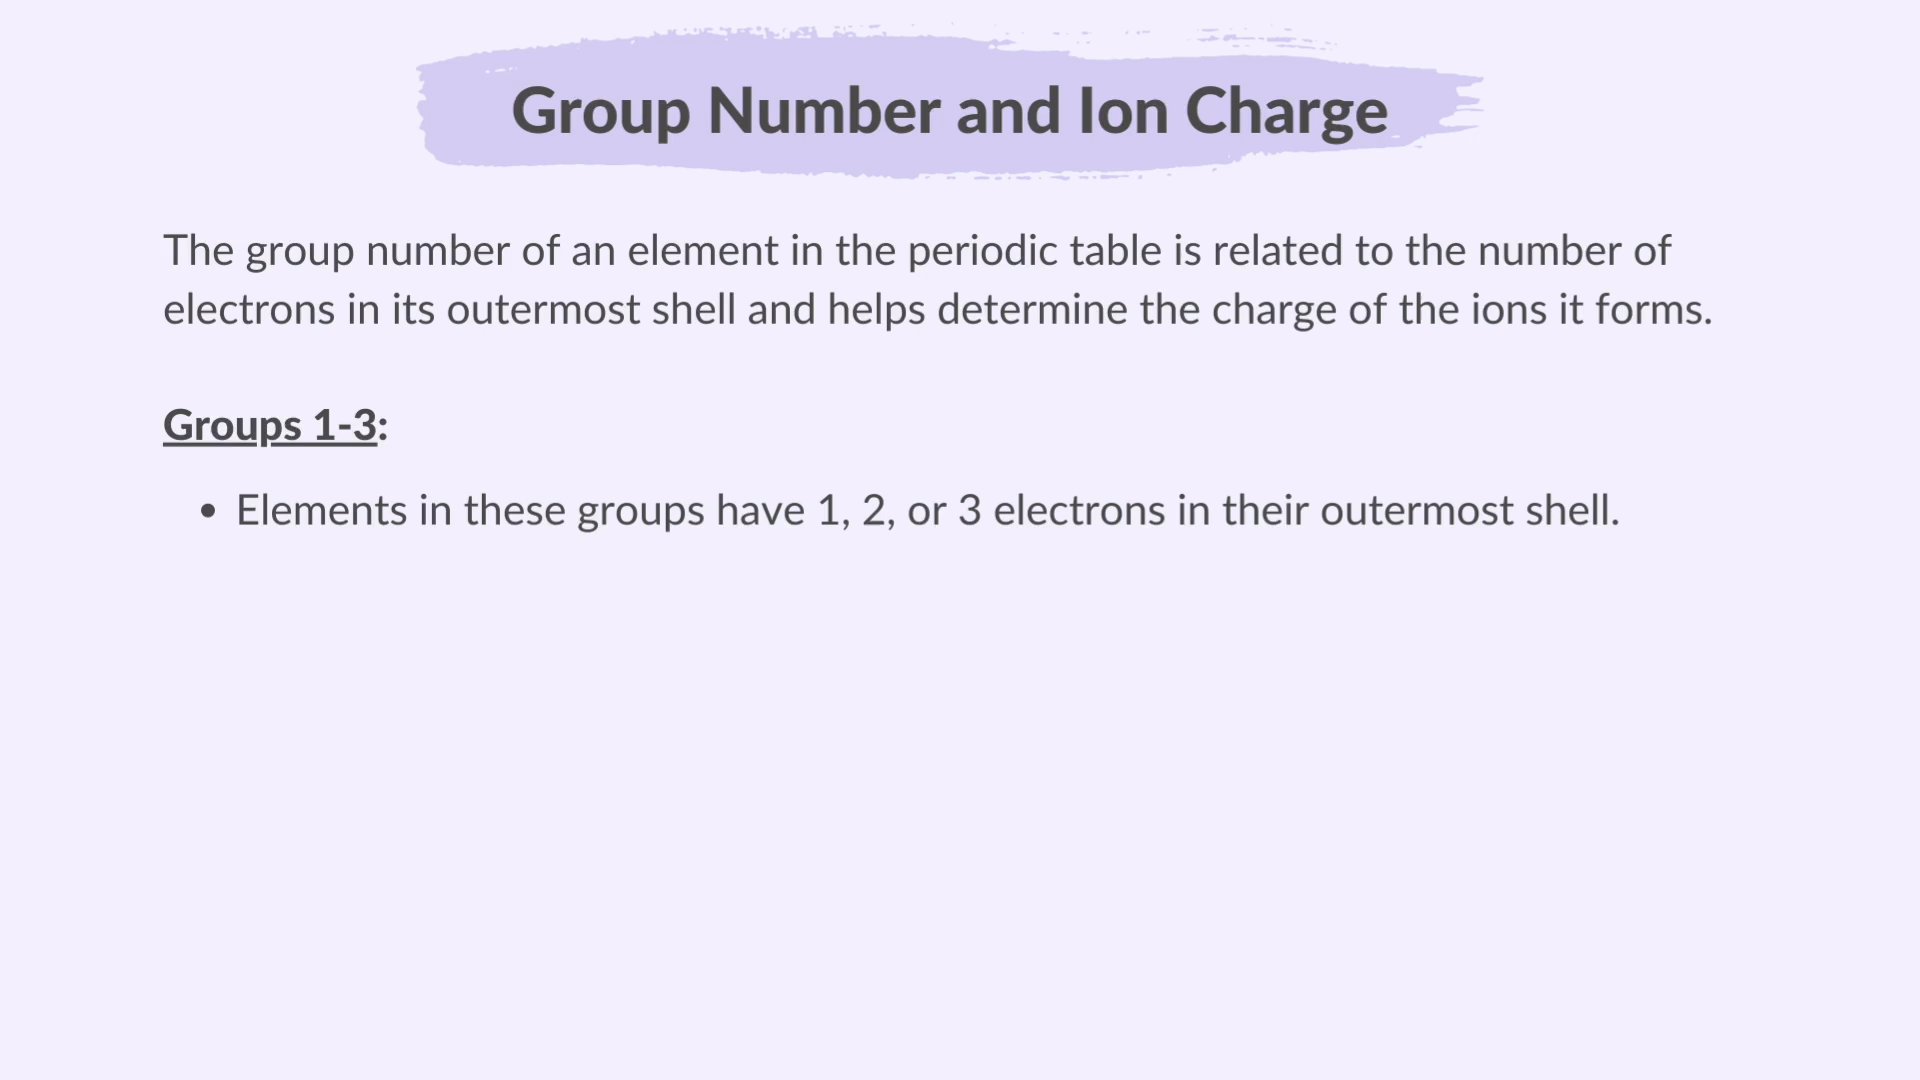 Group Number and Ion Charge
The group number of an element in the periodic table is related to the number of
electrons in its outermost shell and helps determine the charge of the ions it forms.
Groups 1-3:
• Elements in these groups have 1, 2, or 3 electrons in their outermost shell.